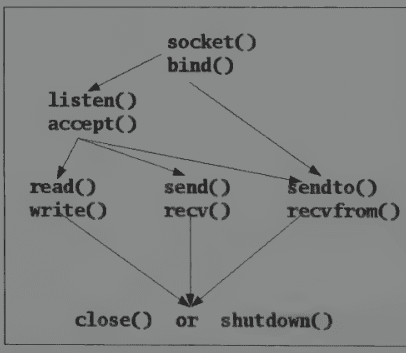 socket()
bind()
listen()
accept()
read() send() sendto()
write() recv() recvfrom()
close() or shutdown()